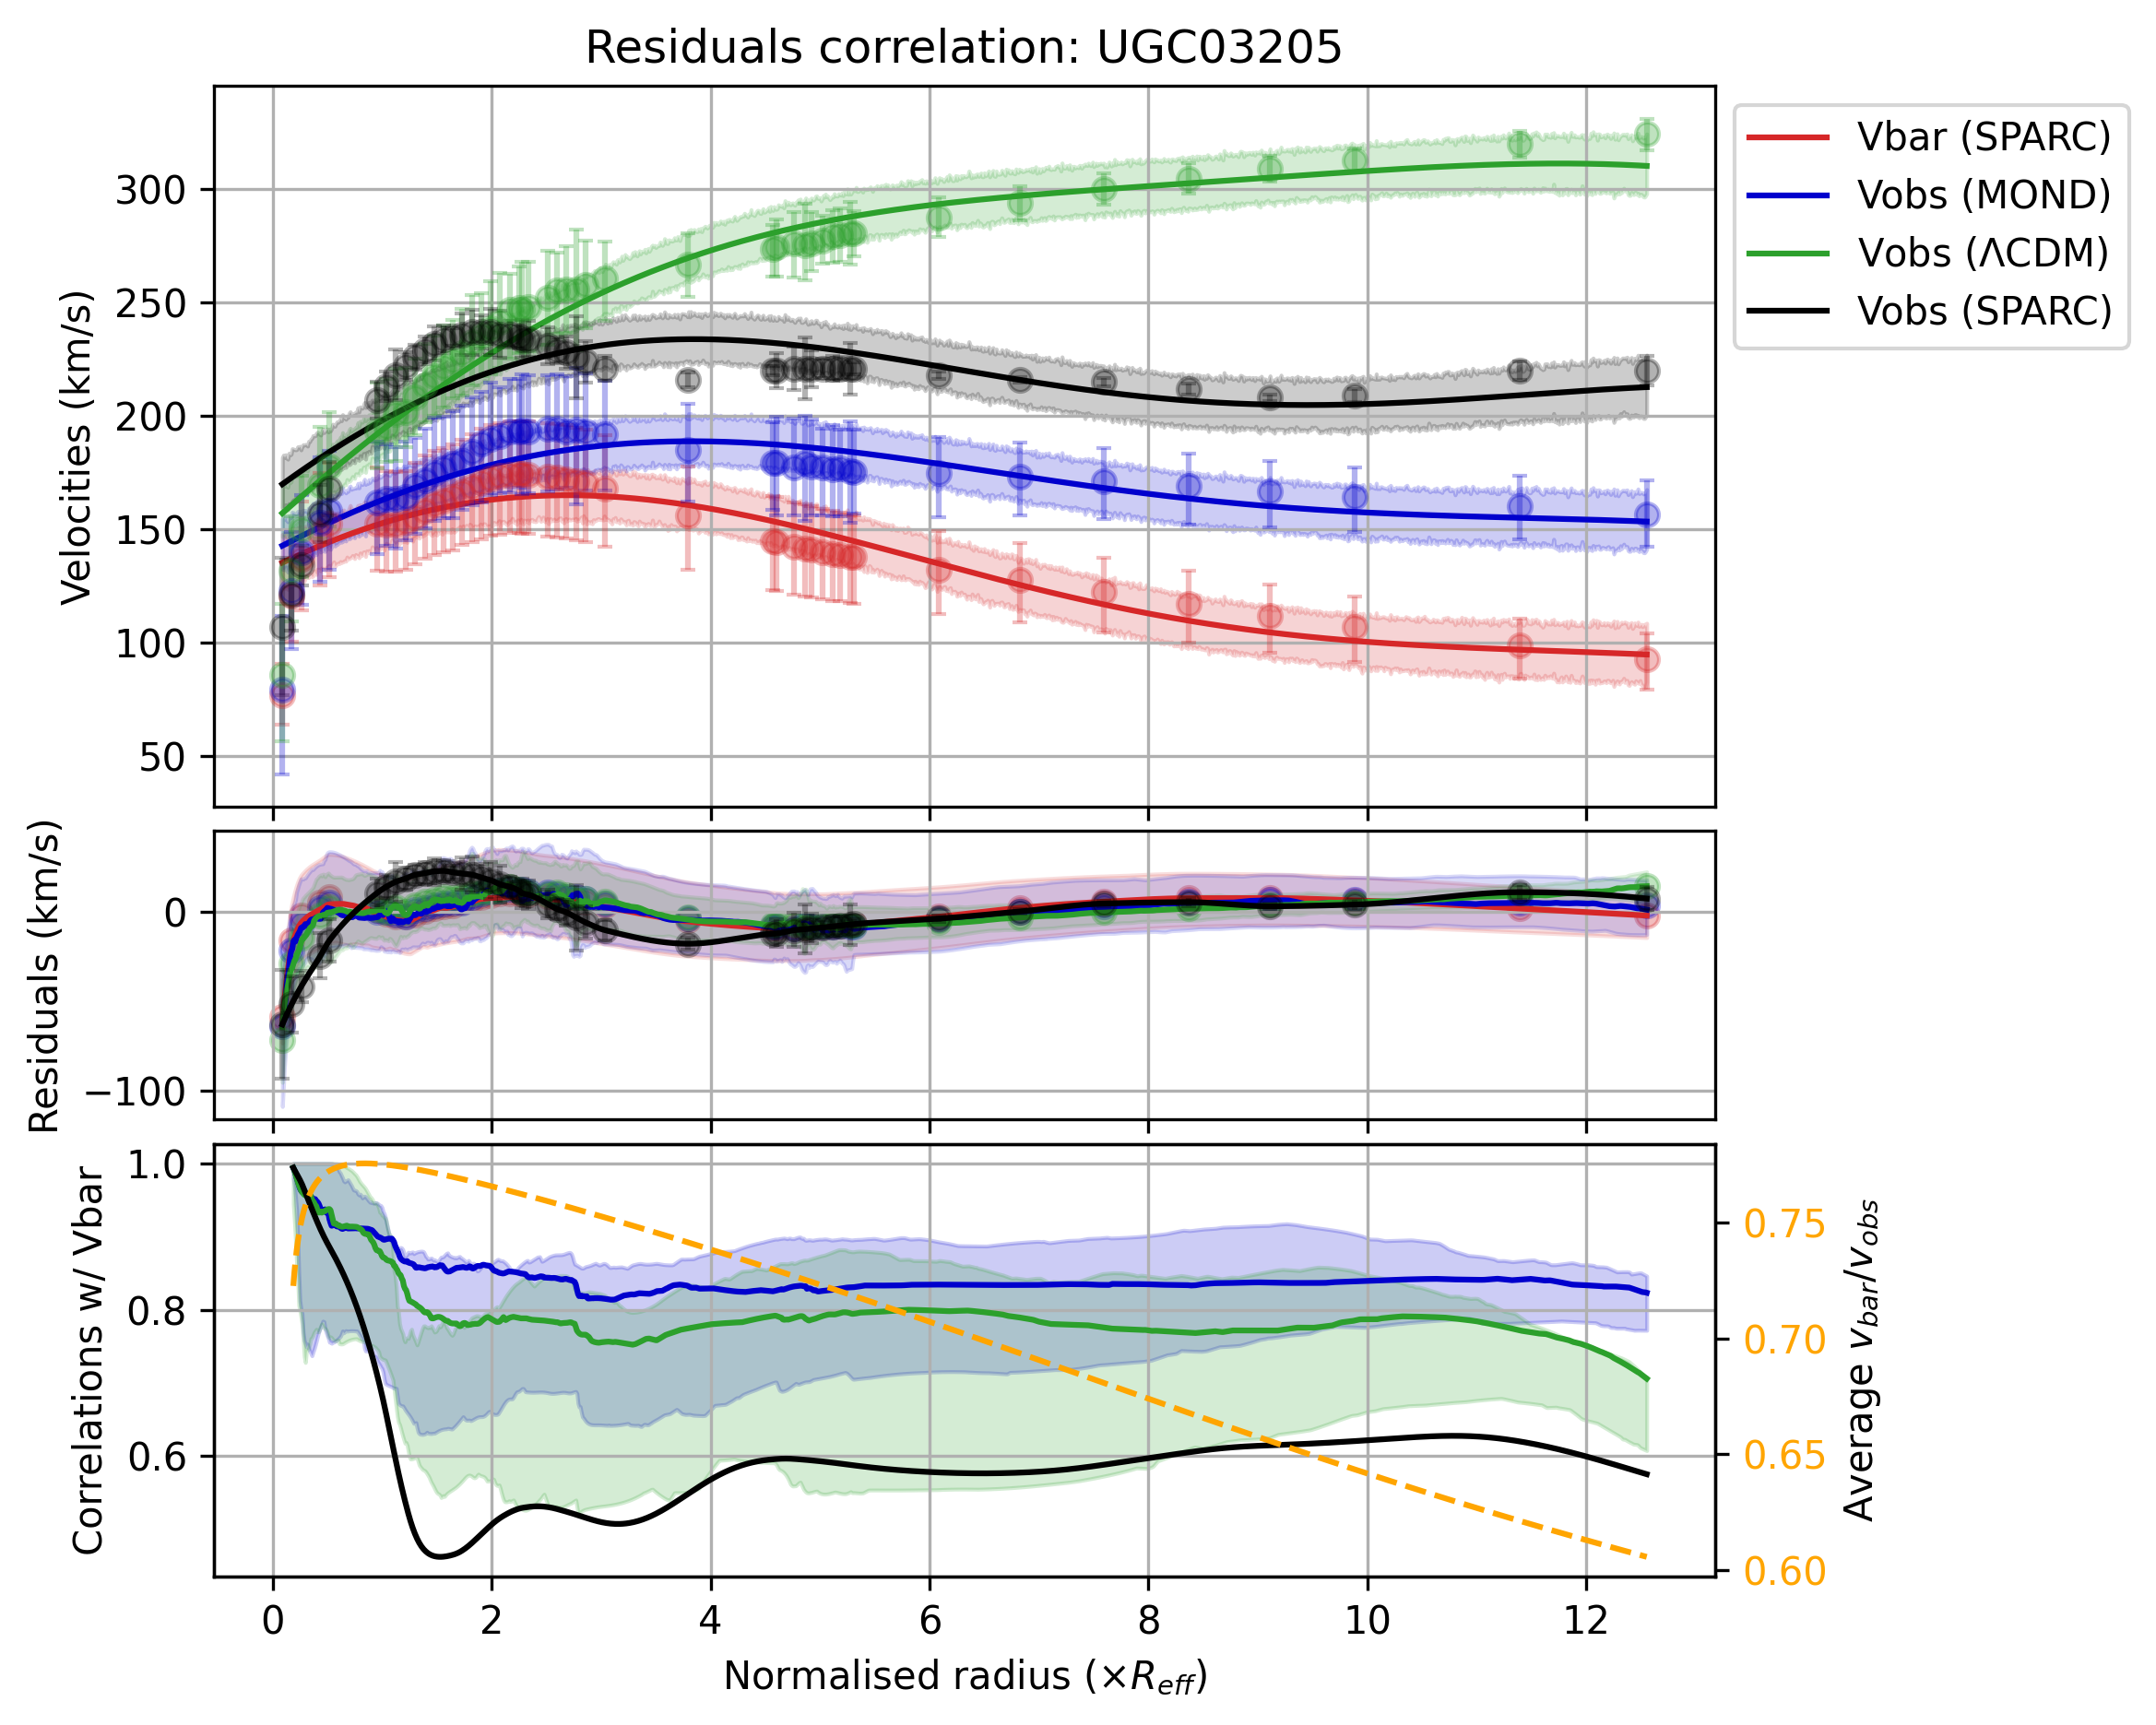 Residuals correlation: UGC03205
Vbar (SPARC)
Vobs (MOND)
Vobs (ΛCDM)
Vobs (SPARC)
Velocities (km/s)
300
250
200
150
100
50
Residuals (km/s)
0
−100
Correlations w/ Vbar
1.0
0.8
0.6
0.75
0.70
0.65
0.60
Average v_bar/v_obs
0 2 4 6 8 10 12
Normalised radius (×R_eff)